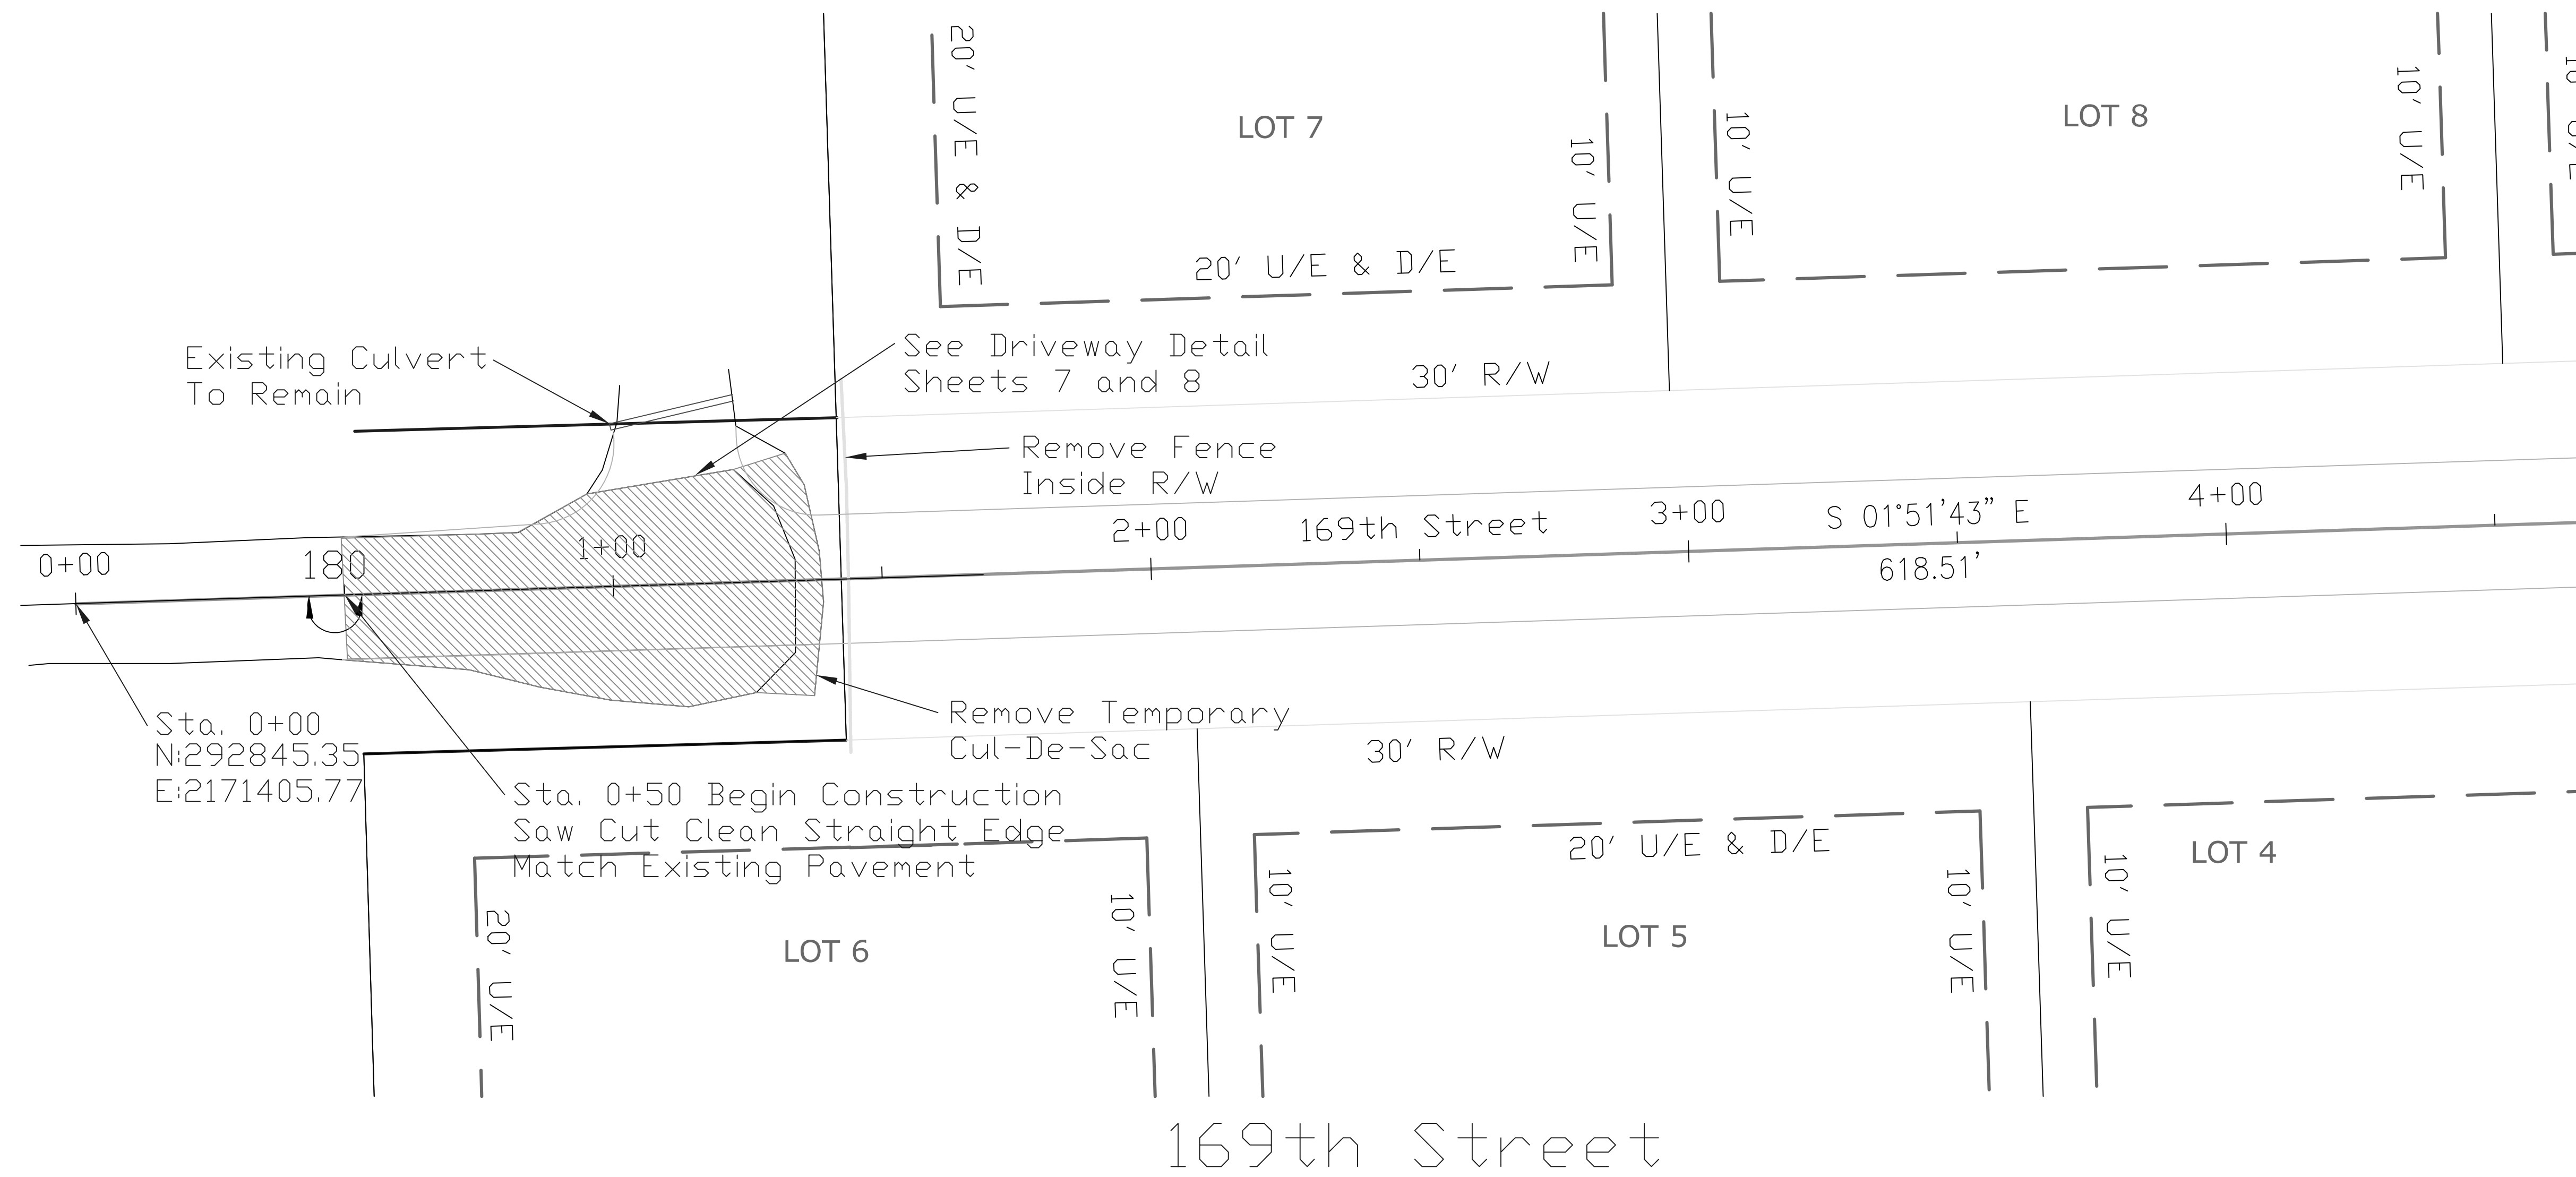 20' U/E & D/E
LOT 7
10' U/E
20' U/E & D/E
10' U/E
LOT 8
10' U/E
Existing Culvert
To Remain
See Driveway Detail
Sheets 7 and 8
30' R/W
Remove Fence
Inside R/W
0+00
180
1+00
2+00
169th Street
3+00
S 01°51'43" E
618.51'
4+00
Sta. 0+00
N:292845.35
E:2171405.77
Remove Temporary
Cul-De-Sac
30' R/W
Sta. 0+50 Begin Construction
Saw Cut Clean Straight Edge
Match Existing Pavement
20' U/E
LOT 6
10' U/E
10' U/E
20' U/E & D/E
LOT 5
10' U/E
10' U/E
LOT 4
169th Street